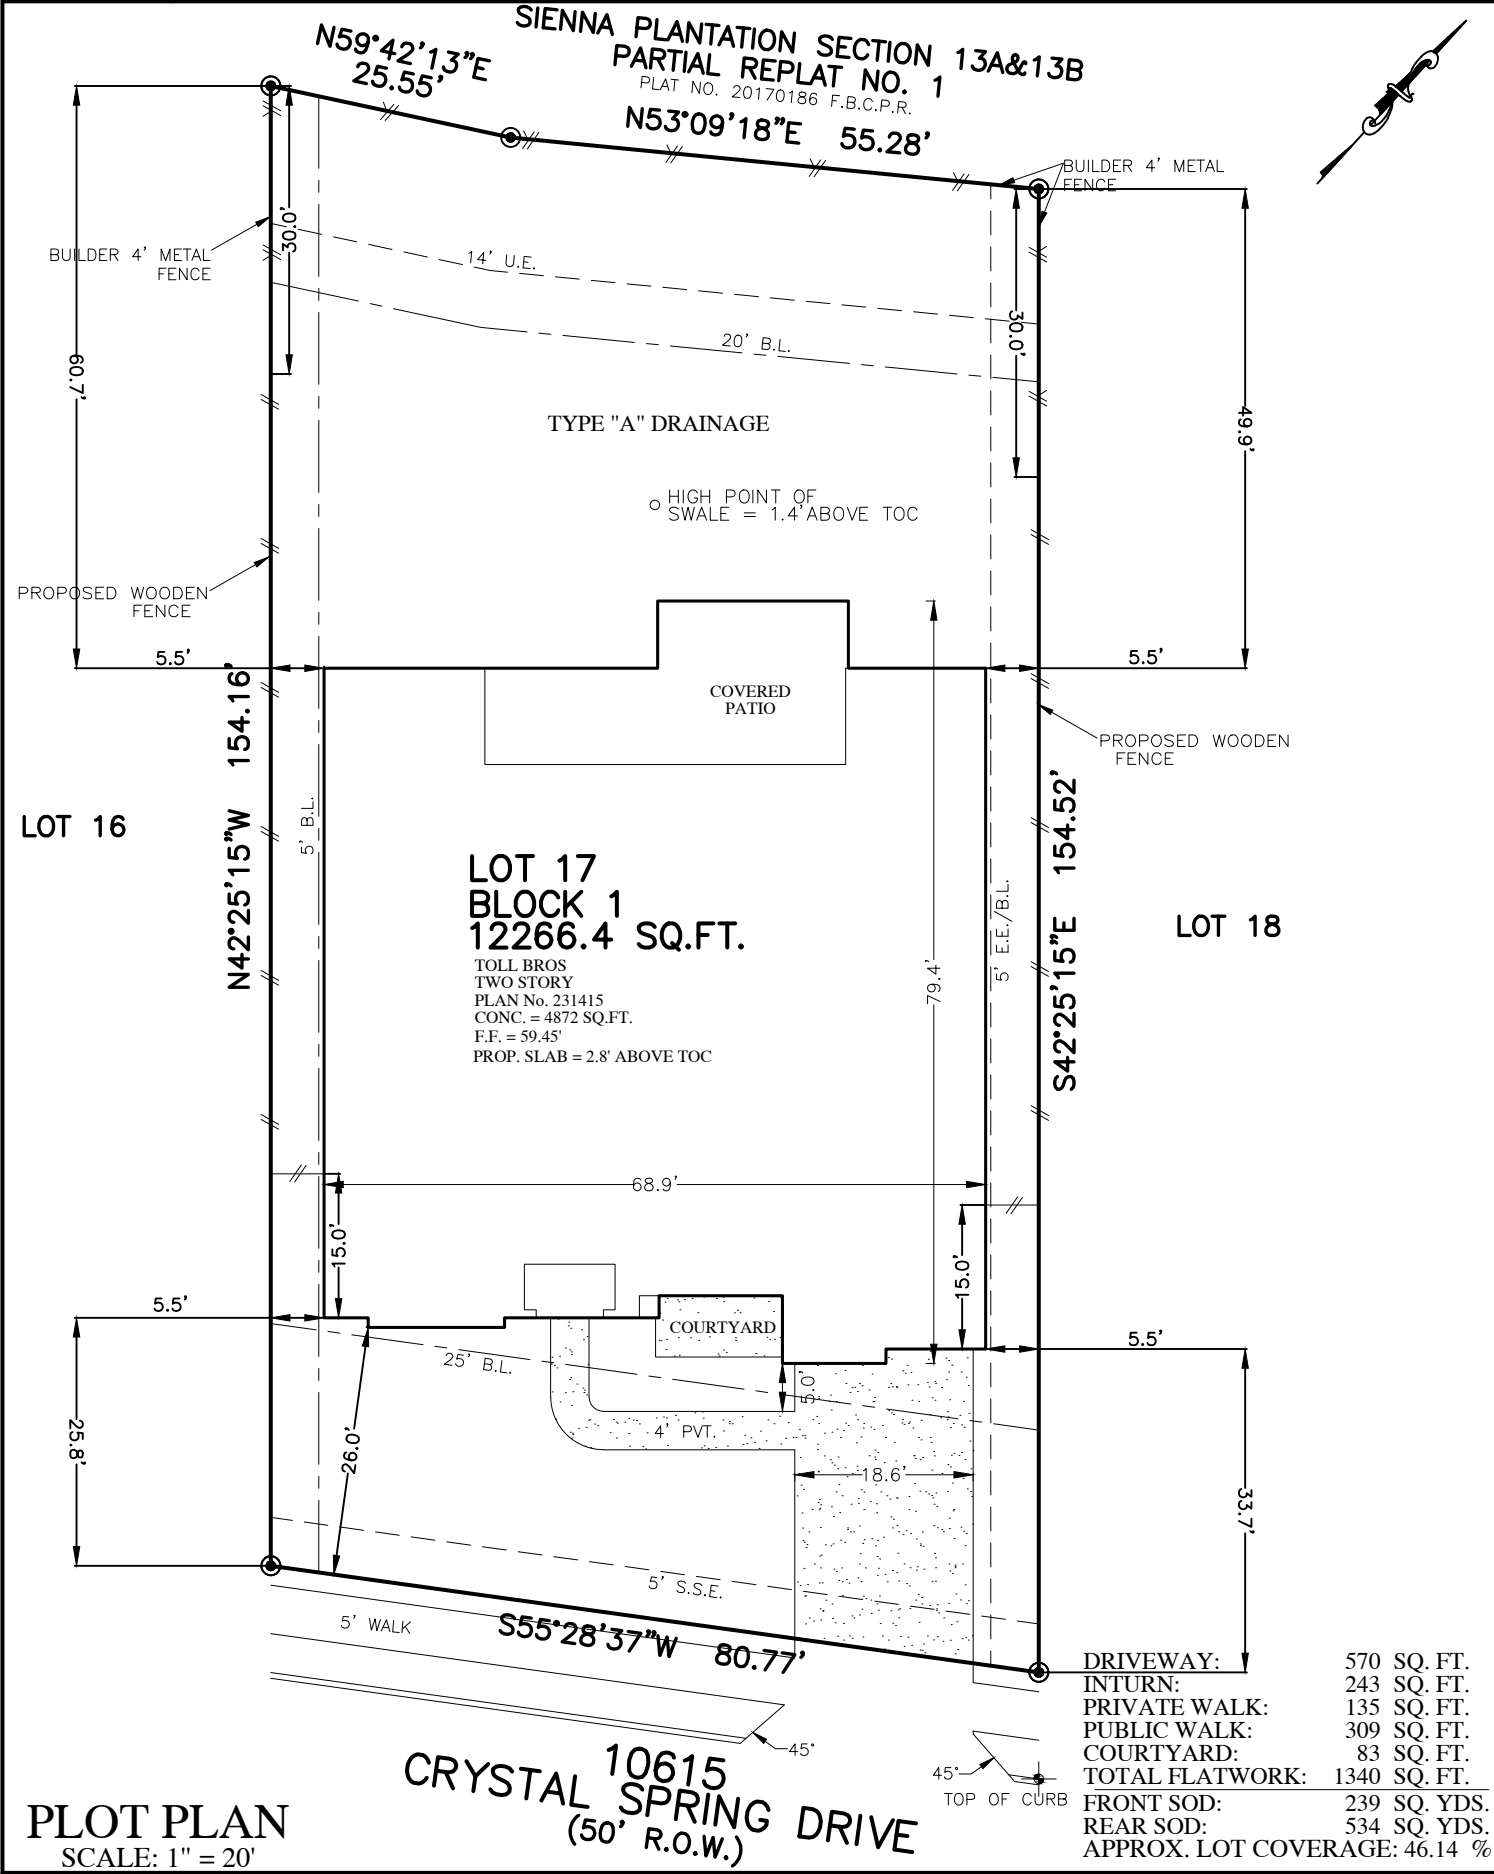 SIENNA PLANTATION SECTION 13A&13B
PARTIAL REPLAT NO. 1
PLAT NO. 20170186 F.B.C.P.R.
N59°42'13"E
25.55'
N53°09'18"E 55.28'
BUILDER 4' METAL
FENCE
BUILDER 4' METAL
FENCE
30.0'
30.0'
60.7'
49.9'
14' U.E.
20' B.L.
TYPE "A" DRAINAGE
HIGH POINT OF
SWALE = 1.4'ABOVE TOC
PROPOSED WOODEN
FENCE
5.5'
5.5'
COVERED
PATIO
PROPOSED WOODEN
FENCE
N42°25'15"W 154.16'
S42°25'15"E 154.52'
LOT 16
LOT 18
5' B.L.
5' E.E./B.L.
79.4'
LOT 17
BLOCK 1
12266.4 SQ.FT.
TOLL BROS
TWO STORY
PLAN No. 231415
CONC. = 4872 SQ.FT.
F.F. = 59.45'
PROP. SLAB = 2.8' ABOVE TOC
68.9'
15.0'
15.0'
5.5'
5.5'
COURTYARD
25' B.L.
5.0'
4' PVT.
26.0'
25.8'
18.6'
33.7'
5' S.S.E.
5' WALK
S55°28'37"W 80.77'
45°
45°
TOP OF CURB
10615
CRYSTAL SPRING DRIVE
(50' R.O.W.)
DRIVEWAY: 570 SQ. FT.
INTURN: 243 SQ. FT.
PRIVATE WALK: 135 SQ. FT.
PUBLIC WALK: 309 SQ. FT.
COURTYARD: 83 SQ. FT.
TOTAL FLATWORK: 1340 SQ. FT.
FRONT SOD: 239 SQ. YDS.
REAR SOD: 534 SQ. YDS.
APPROX. LOT COVERAGE: 46.14 %
PLOT PLAN
SCALE: 1" = 20'